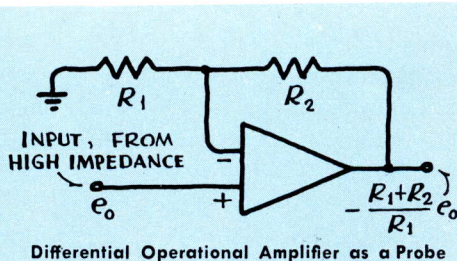 R₁
R₂
INPUT, FROM
HIGH IMPEDANCE
e₀
−
+
− R₁+R₂ / R₁ e₀
Differential Operational Amplifier as a Probe